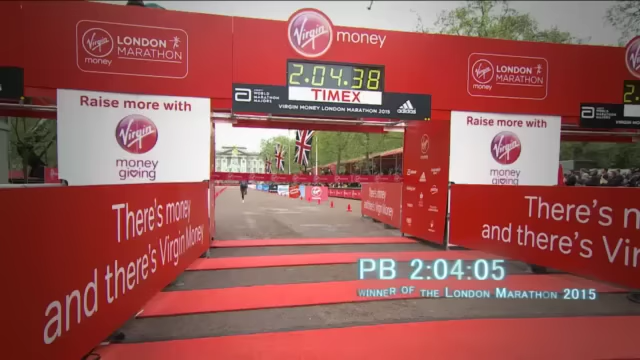 Virgin money
Virgin money LONDON MARATHON
2.04.38
TIMEX
VIRGIN MONEY LONDON MARATHON 2015
adidas
Virgin money LONDON MARATHON
Raise more with
Virgin
money
giving
Raise more with
Virgin
money
giving
There's money
and there's Virgin Money
There's m
and there's Vir
PB 2:04:05
WINNER OF THE LONDON MARATHON 2015